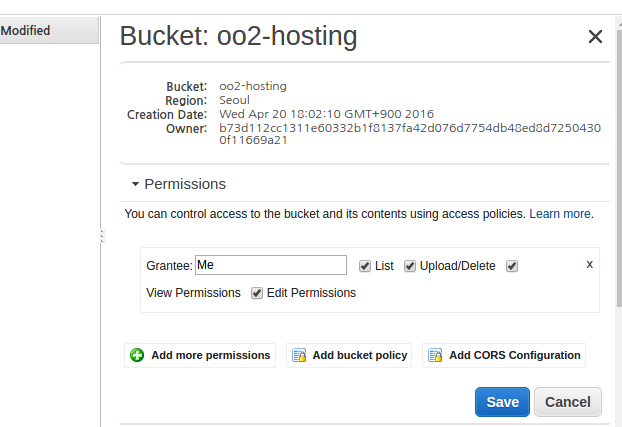 Modified
Bucket: oo2-hosting
Bucket: oo2-hosting
Region: Seoul
Creation Date: Wed Apr 20 18:02:10 GMT+900 2016
Owner: b73d112cc1311e60332b1f8137fa42d076d7754db48ed8d7250430
0f11669a21
Permissions
You can control access to the bucket and its contents using access policies. Learn more.
Grantee: Me List Upload/Delete x
View Permissions Edit Permissions
Add more permissions Add bucket policy Add CORS Configuration
Save Cancel